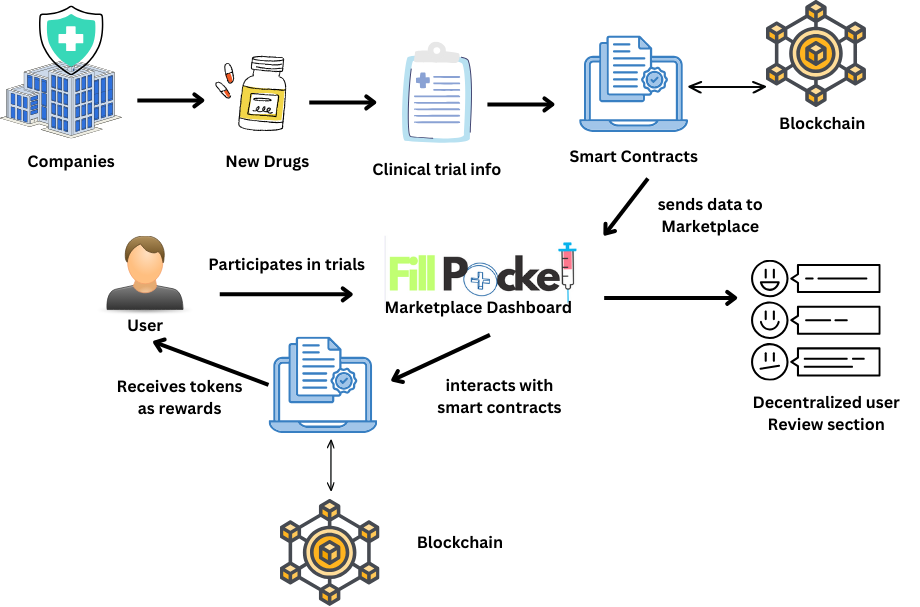 Companies
New Drugs
Clinical trial info
Smart Contracts
Blockchain
sends data to
Marketplace
Participates in trials
Fill Pocke
Marketplace Dashboard
User
Receives tokens
as rewards
interacts with
smart contracts
Decentralized user
Review section
Blockchain